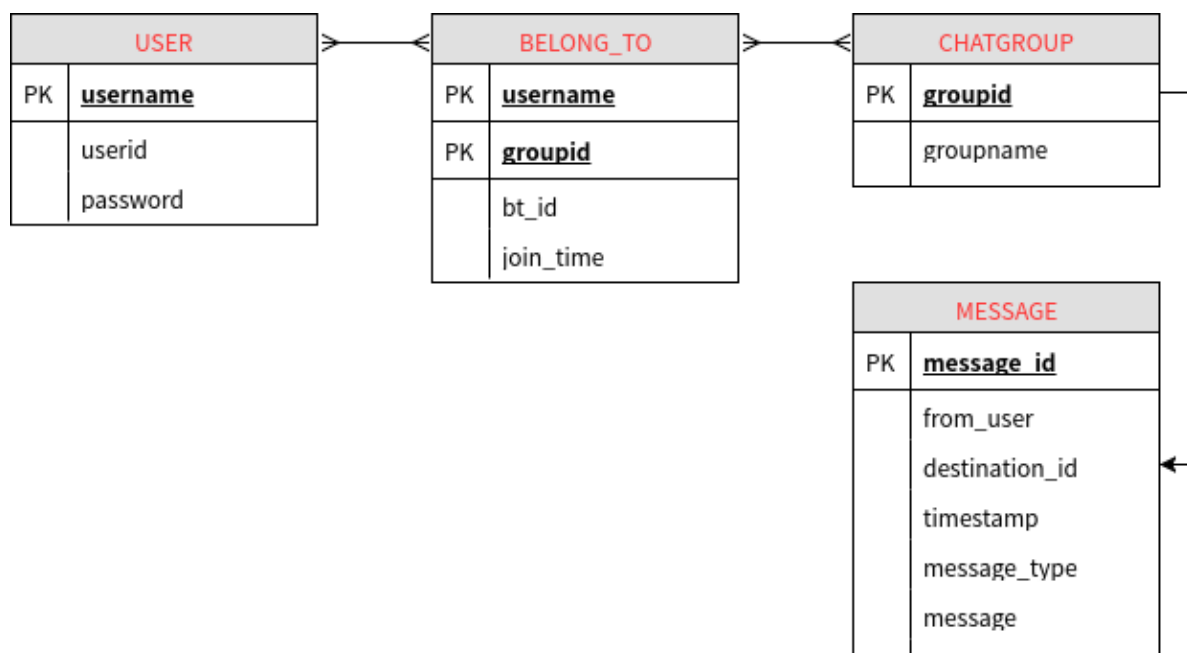 USER
PK username
userid
password
BELONG_TO
PK username
PK groupid
bt_id
join_time
CHATGROUP
PK groupid
groupname
MESSAGE
PK message_id
from_user
destination_id
timestamp
message_type
message